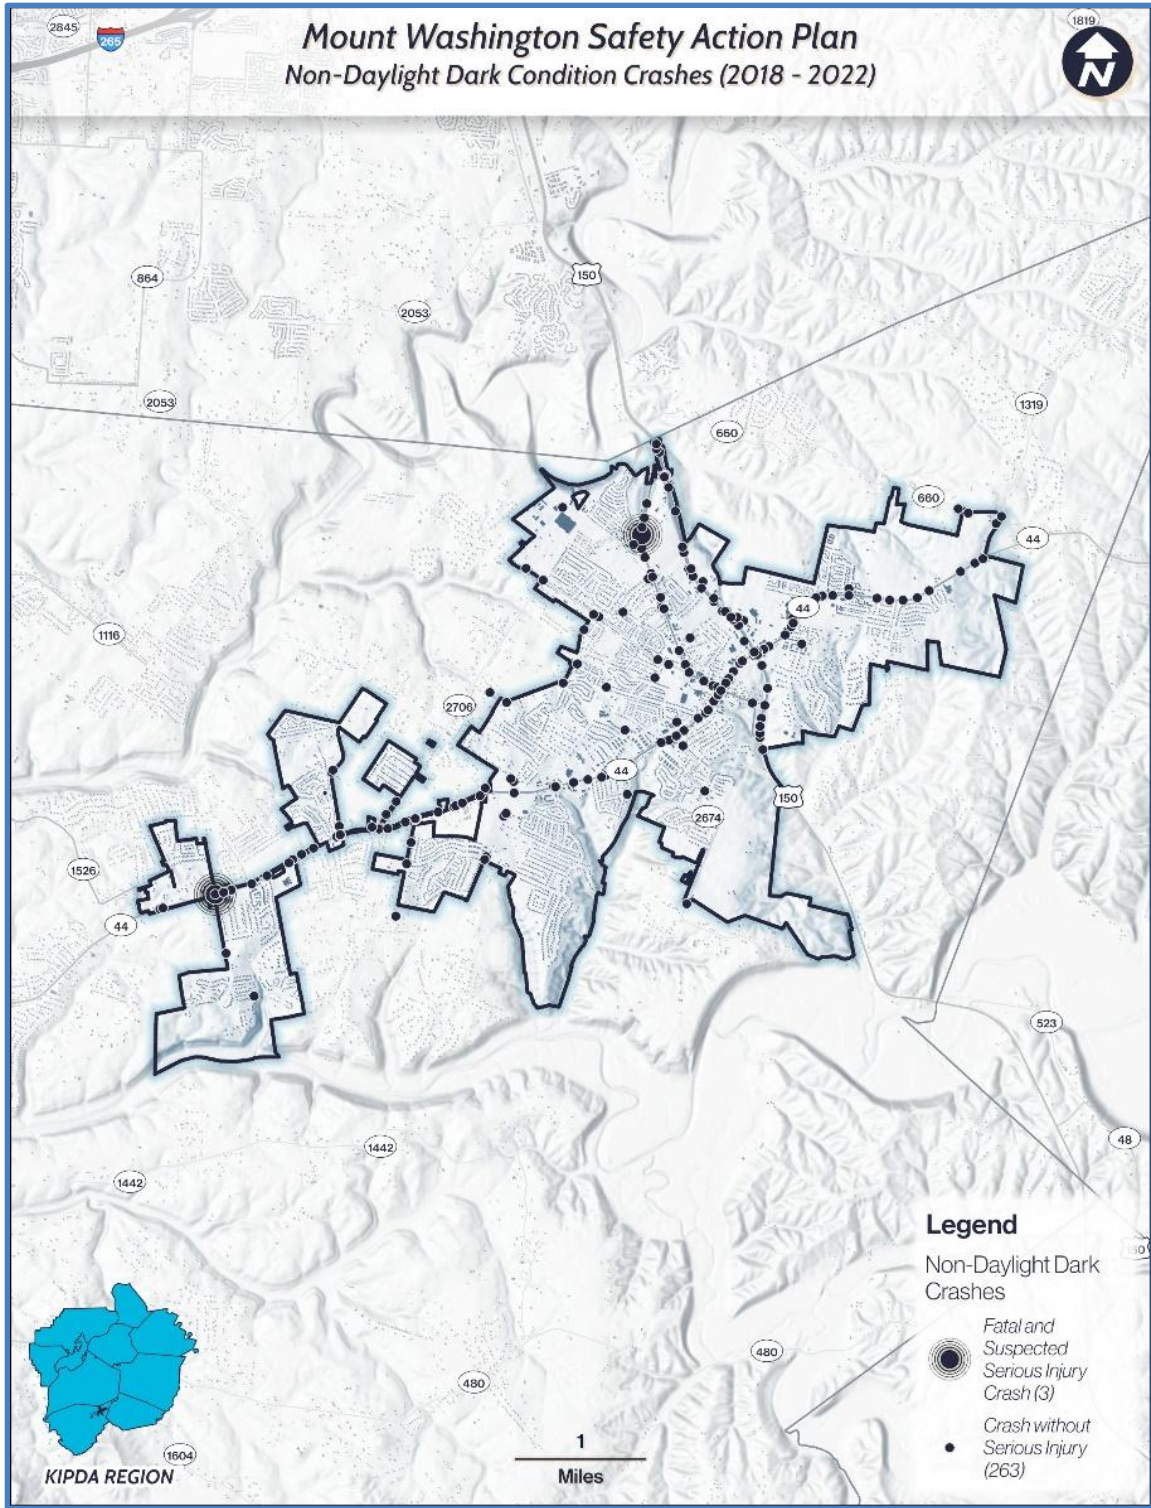 Mount Washington Safety Action Plan
Non-Daylight Dark Condition Crashes (2018 - 2022)
2845
265
1819
N
150
864
2053
2053
1319
660
660
44
44
1116
2706
44
150
2674
1526
44
523
1442
48
1442
Legend
Non-Daylight Dark
Crashes
Fatal and
Suspected
Serious Injury
Crash (3)
Crash without
Serious Injury
(263)
150
480
480
1604
KIPDA REGION
1
Miles